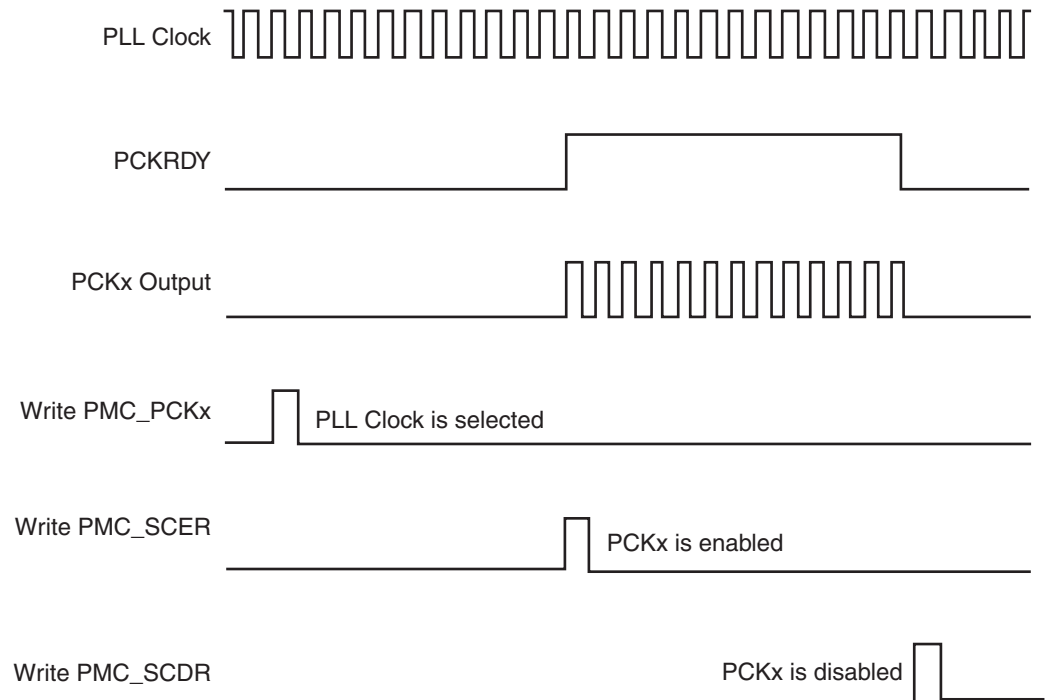 PLL Clock
PCKRDY
PCKx Output
Write PMC_PCKx
PLL Clock is selected
Write PMC_SCER
PCKx is enabled
Write PMC_SCDR
PCKx is disabled